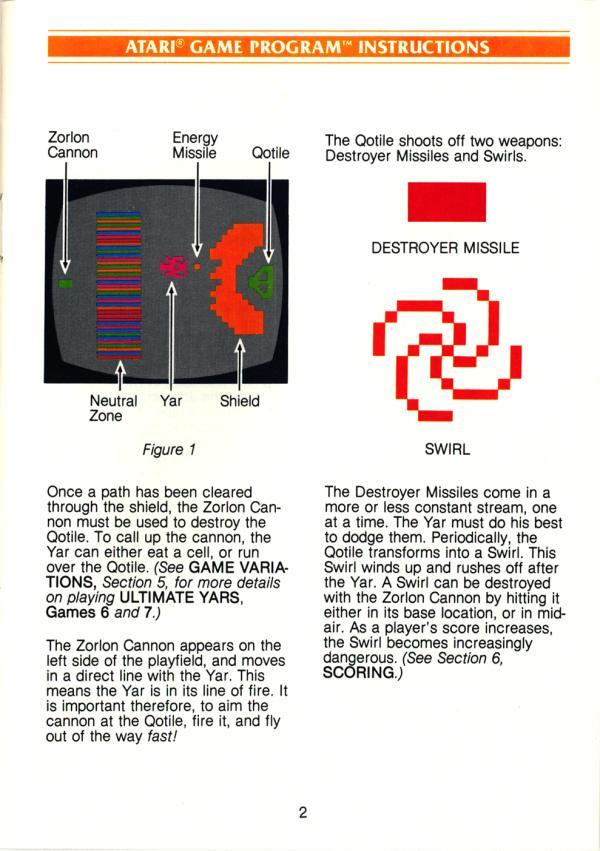 ATARI® GAME PROGRAM™ INSTRUCTIONS
Zorlon
Cannon
Energy
Missile
Qotile
Neutral
Zone
Yar
Shield
Figure 1
Once a path has been cleared
through the shield, the Zorlon Can-
non must be used to destroy the
Qotile. To call up the cannon, the
Yar can either eat a cell, or run
over the Qotile. (See GAME VARIA-
TIONS, Section 5, for more details
on playing ULTIMATE YARS,
Games 6 and 7.)
The Zorlon Cannon appears on the
left side of the playfield, and moves
in a direct line with the Yar. This
means the Yar is in its line of fire. It
is important therefore, to aim the
cannon at the Qotile, fire it, and fly
out of the way fast!
The Qotile shoots off two weapons:
Destroyer Missiles and Swirls.
DESTROYER MISSILE
SWIRL
The Destroyer Missiles come in a
more or less constant stream, one
at a time. The Yar must do his best
to dodge them. Periodically, the
Qotile transforms into a Swirl. This
Swirl winds up and rushes off after
the Yar. A Swirl can be destroyed
with the Zorlon Cannon by hitting it
either in its base location, or in mid-
air. As a player's score increases,
the Swirl becomes increasingly
dangerous. (See Section 6,
SCORING.)
2